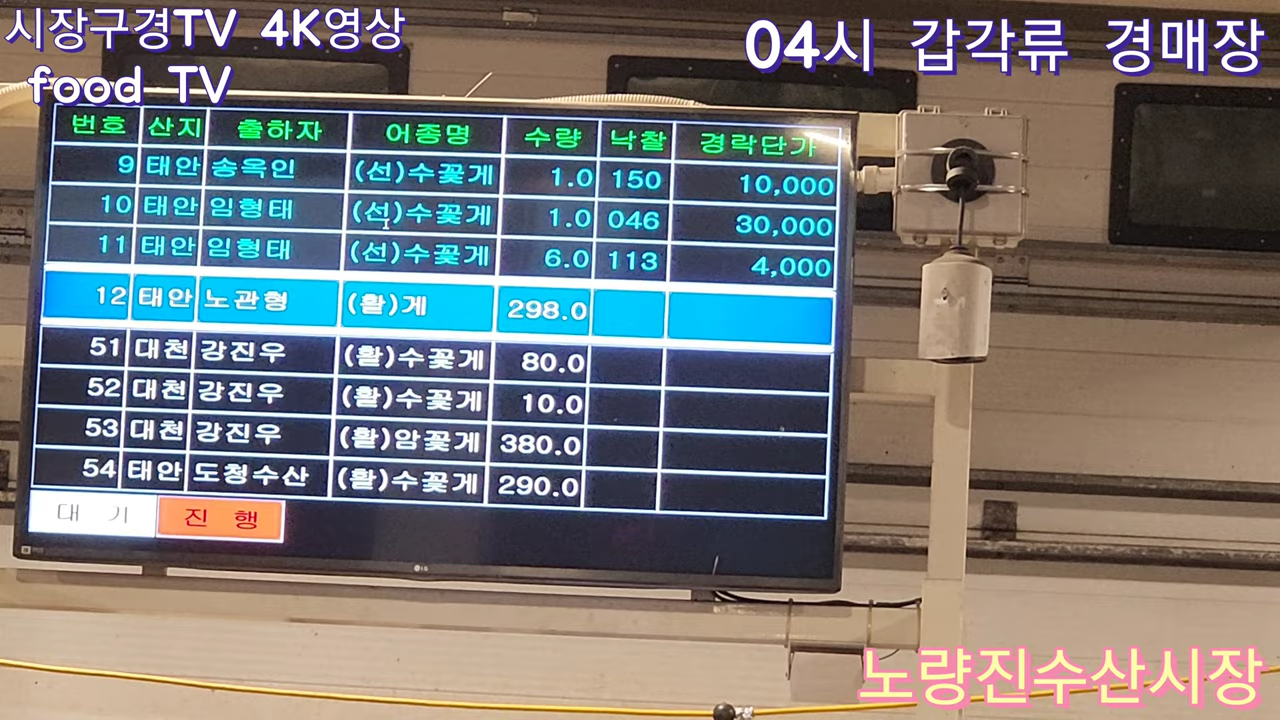 시장구경TV 4K영상
food TV
04시 갑각류 경매장
번호 산지 출하자 어종명 수량 낙찰 경락단가
9 태안 송옥인 (선)수꽃게 1.0 150 10,000
10 태안 임형태 (선)수꽃게 1.0 046 30,000
11 태안 임형태 (선)수꽃게 6.0 113 4,000
12 태안 노관형 (활)게 298.0
51 대천 강진우 (활)수꽃게 80.0
52 대천 강진우 (활)수꽃게 10.0
53 대천 강진우 (활)암꽃게 380.0
54 태안 도청수산 (활)수꽃게 290.0
대 기 진 행
LG
노량진수산시장